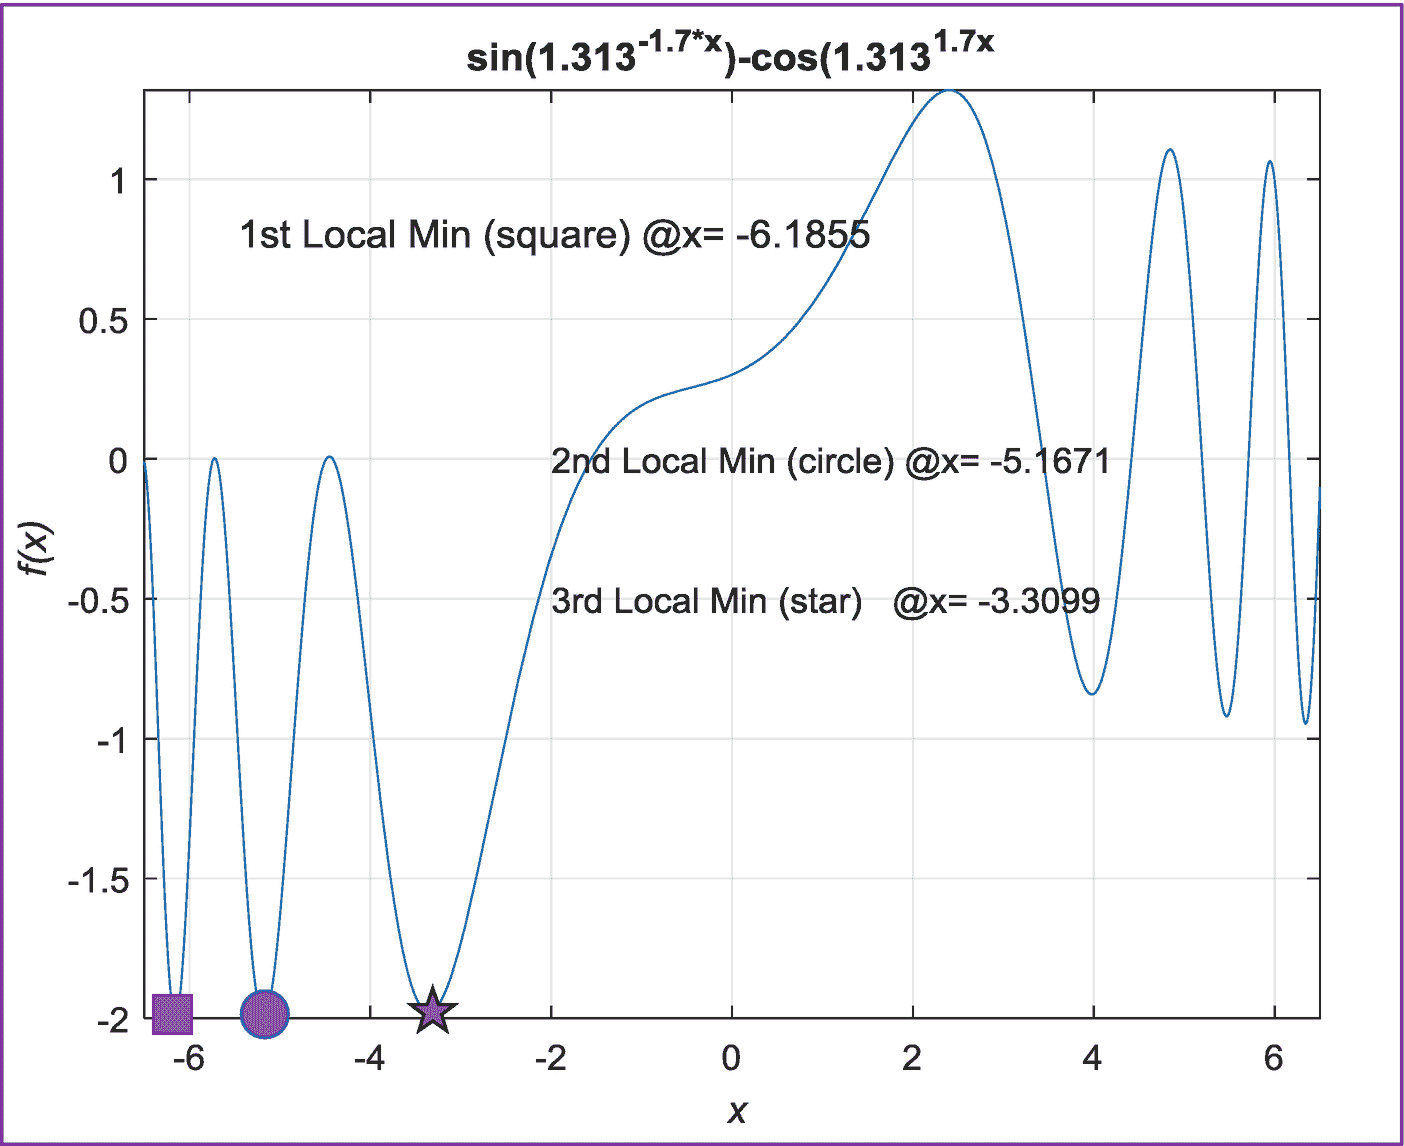 sin(1.313^-1.7*x)-cos(1.313^1.7x
1
1st Local Min (square) @x= -6.1855
0.5
0
2nd Local Min (circle) @x= -5.1671
f(x)
-0.5
3rd Local Min (star) @x= -3.3099
-1
-1.5
-2
-6 -4 -2 0 2 4 6
x